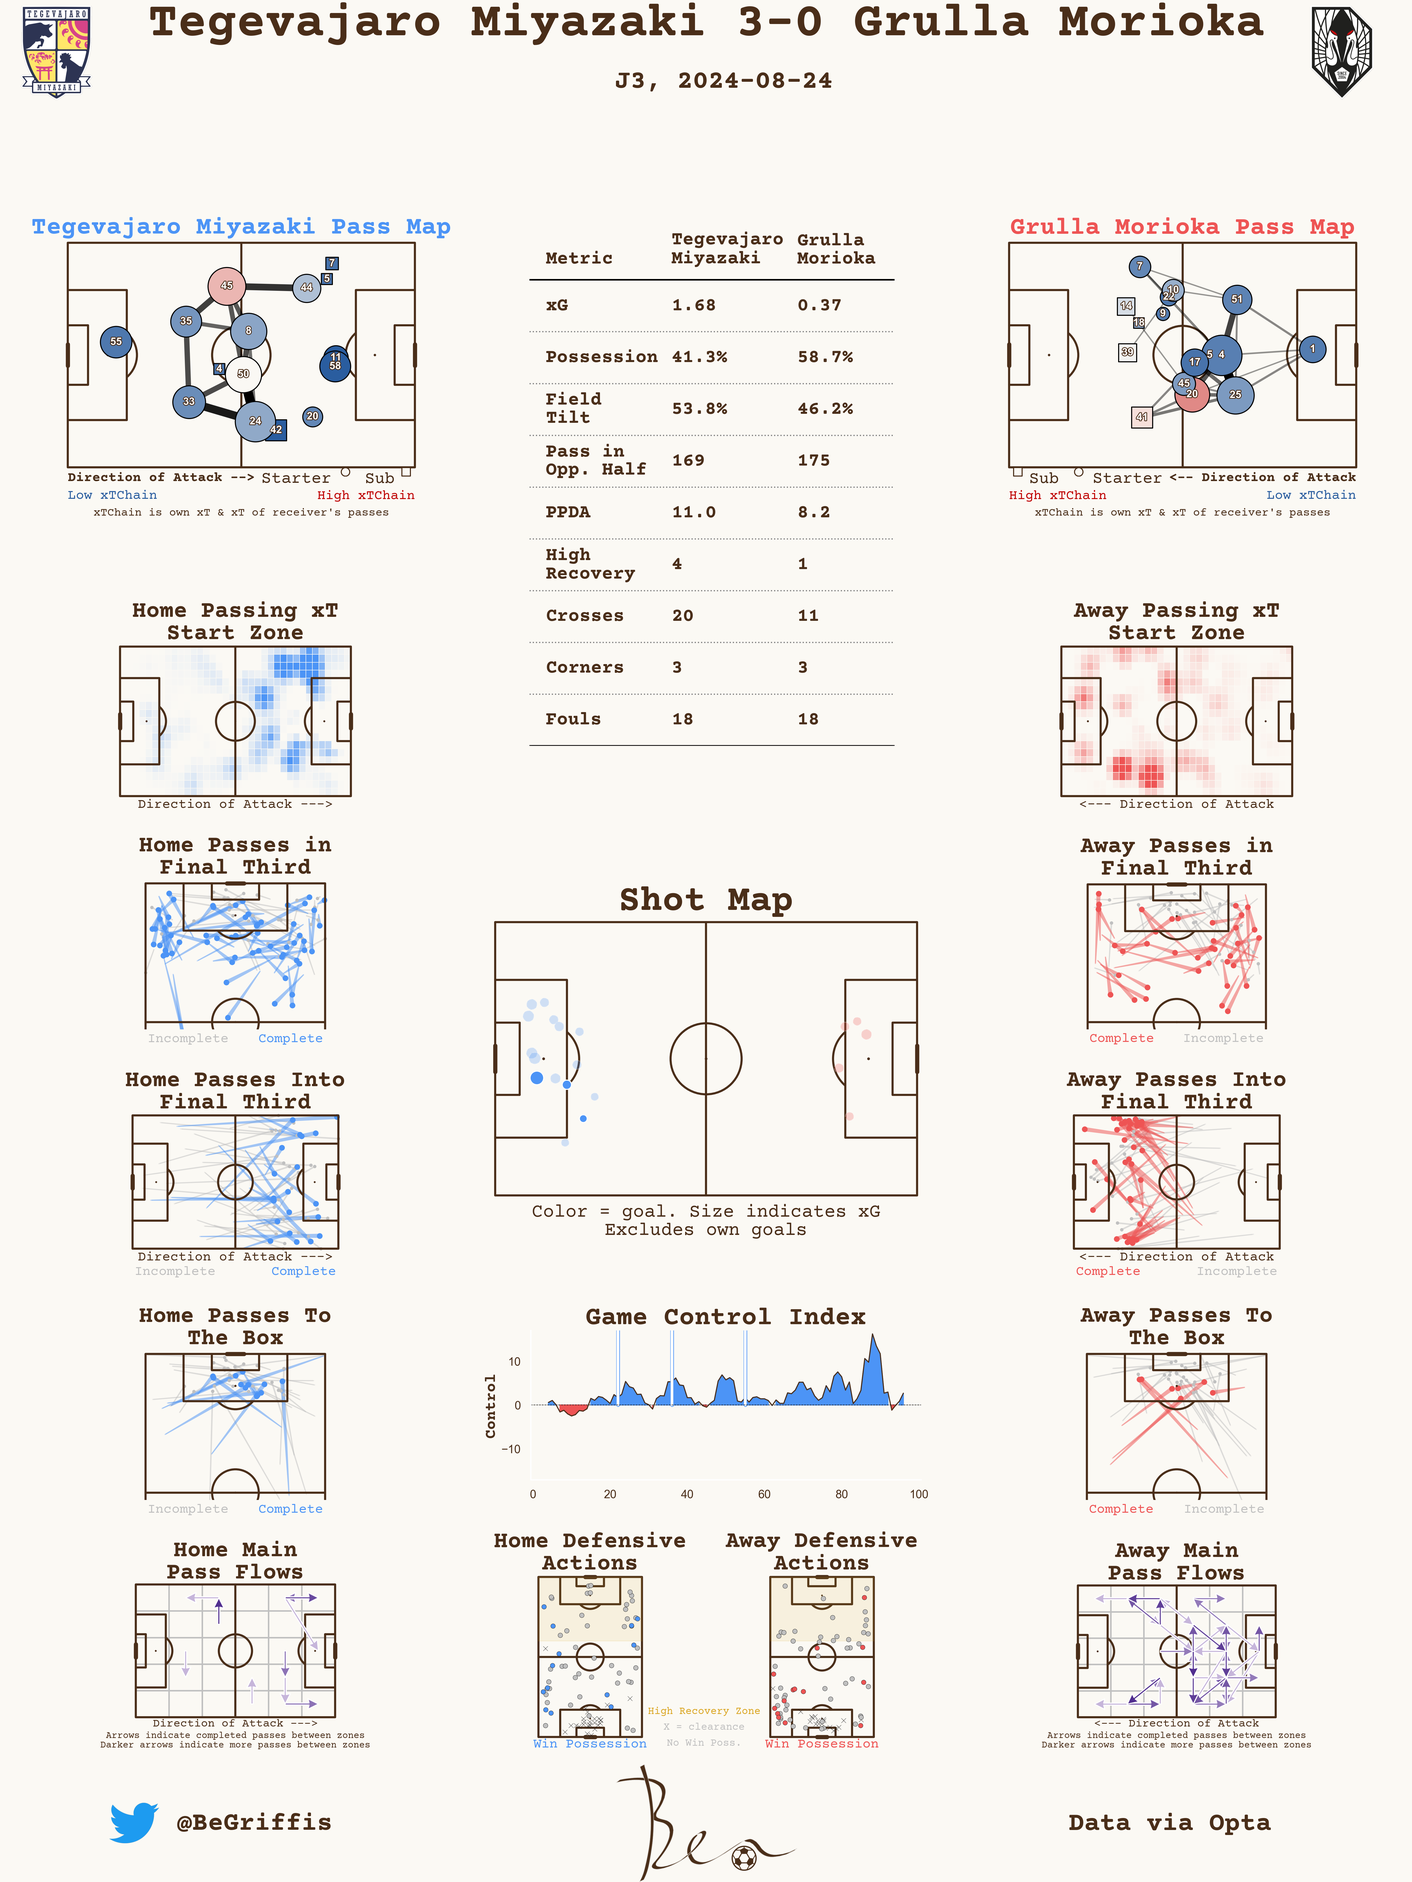 Tegevajaro Miyazaki 3-0 Grulla Morioka
J3, 2024-08-24
TEGEVAJARO
MIYAZAKI
Tegevajaro Miyazaki Pass Map
7
5
45
44
35
8
55
11
58
4
50
33
24
42
20
Direction of Attack --> Starter Sub
Low xTChain High xTChain
xTChain is own xT & xT of receiver's passes
Metric Tegevajaro Miyazaki Grulla Morioka
xG 1.68 0.37
Possession 41.3% 58.7%
Field Tilt 53.8% 46.2%
Pass in Opp. Half 169 175
PPDA 11.0 8.2
High Recovery 4 1
Crosses 20 11
Corners 3 3
Fouls 18 18
Grulla Morioka Pass Map
7
10
22
51
14
9
18
39
5
4
17
1
45
20
25
41
Sub Starter <-- Direction of Attack
High xTChain Low xTChain
xTChain is own xT & xT of receiver's passes
Home Passing xT
Start Zone
Direction of Attack --->
Away Passing xT
Start Zone
<--- Direction of Attack
Home Passes in
Final Third
Incomplete Complete
Away Passes in
Final Third
Complete Incomplete
Shot Map
Color = goal. Size indicates xG
Excludes own goals
Home Passes Into
Final Third
Direction of Attack --->
Incomplete Complete
Away Passes Into
Final Third
<--- Direction of Attack
Complete Incomplete
Home Passes To
The Box
Incomplete Complete
Game Control Index
Control
10
0
−10
0 20 40 60 80 100
Away Passes To
The Box
Complete Incomplete
Home Main
Pass Flows
Direction of Attack --->
Arrows indicate completed passes between zones
Darker arrows indicate more passes between zones
Home Defensive
Actions
Win Possession
High Recovery Zone
X = clearance
No Win Poss.
Away Defensive
Actions
Win Possession
Away Main
Pass Flows
<--- Direction of Attack
Arrows indicate completed passes between zones
Darker arrows indicate more passes between zones
@BeGriffis
Ben
Data via Opta